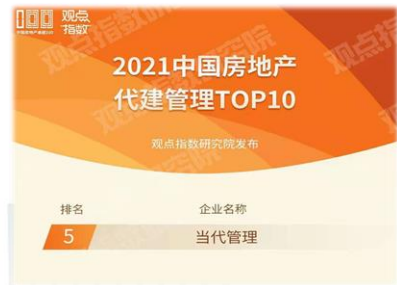 观点
指数
2021中国房地产
代建管理TOP10
观点指数研究院发布
排名 企业名称
5 当代管理